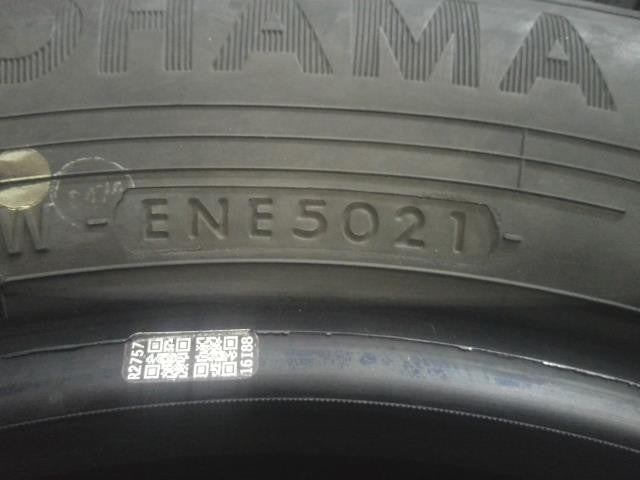 OHAMA
W - ENE5021 -
R2757
16188